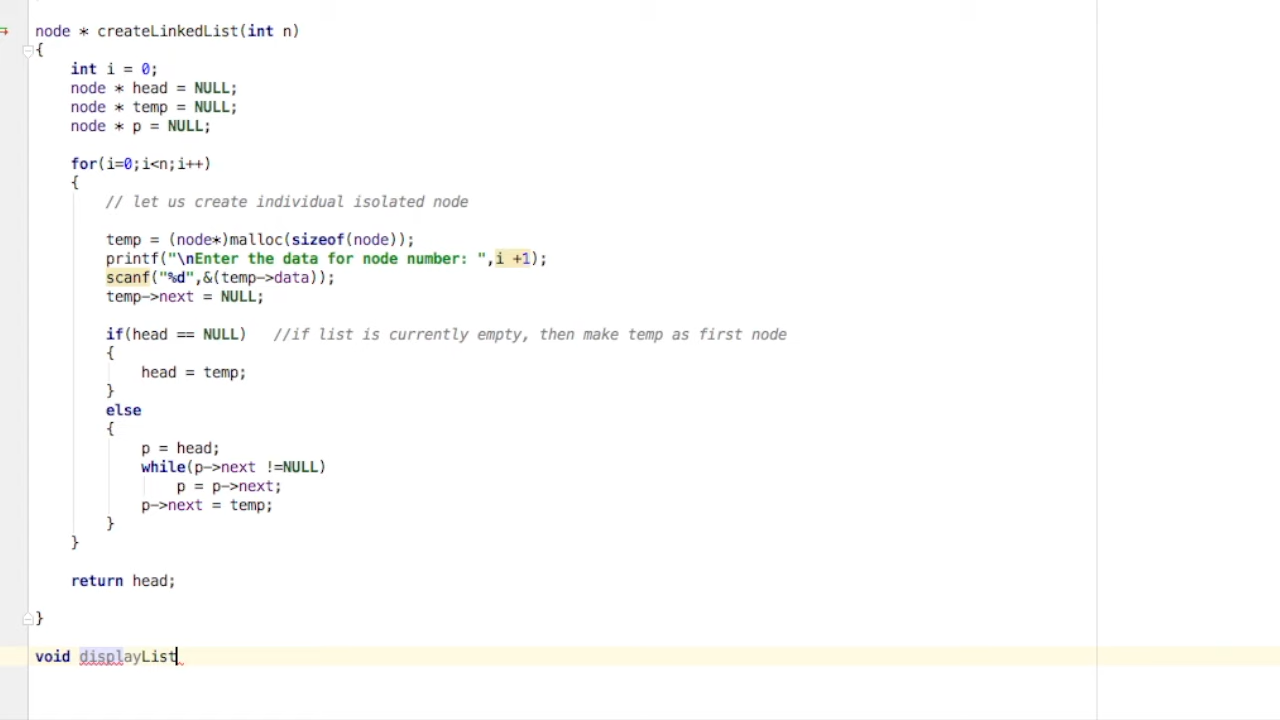 node * createLinkedList(int n)
{
int i = 0;
node * head = NULL;
node * temp = NULL;
node * p = NULL;
for(i=0;i<n;i++)
{
// let us create individual isolated node
temp = (node*)malloc(sizeof(node));
printf("\nEnter the data for node number: ",i +1);
scanf("%d",&(temp->data));
temp->next = NULL;
if(head == NULL) //if list is currently empty, then make temp as first node
{
head = temp;
}
else
{
p = head;
while(p->next !=NULL)
p = p->next;
p->next = temp;
}
}
return head;
}
void displayList